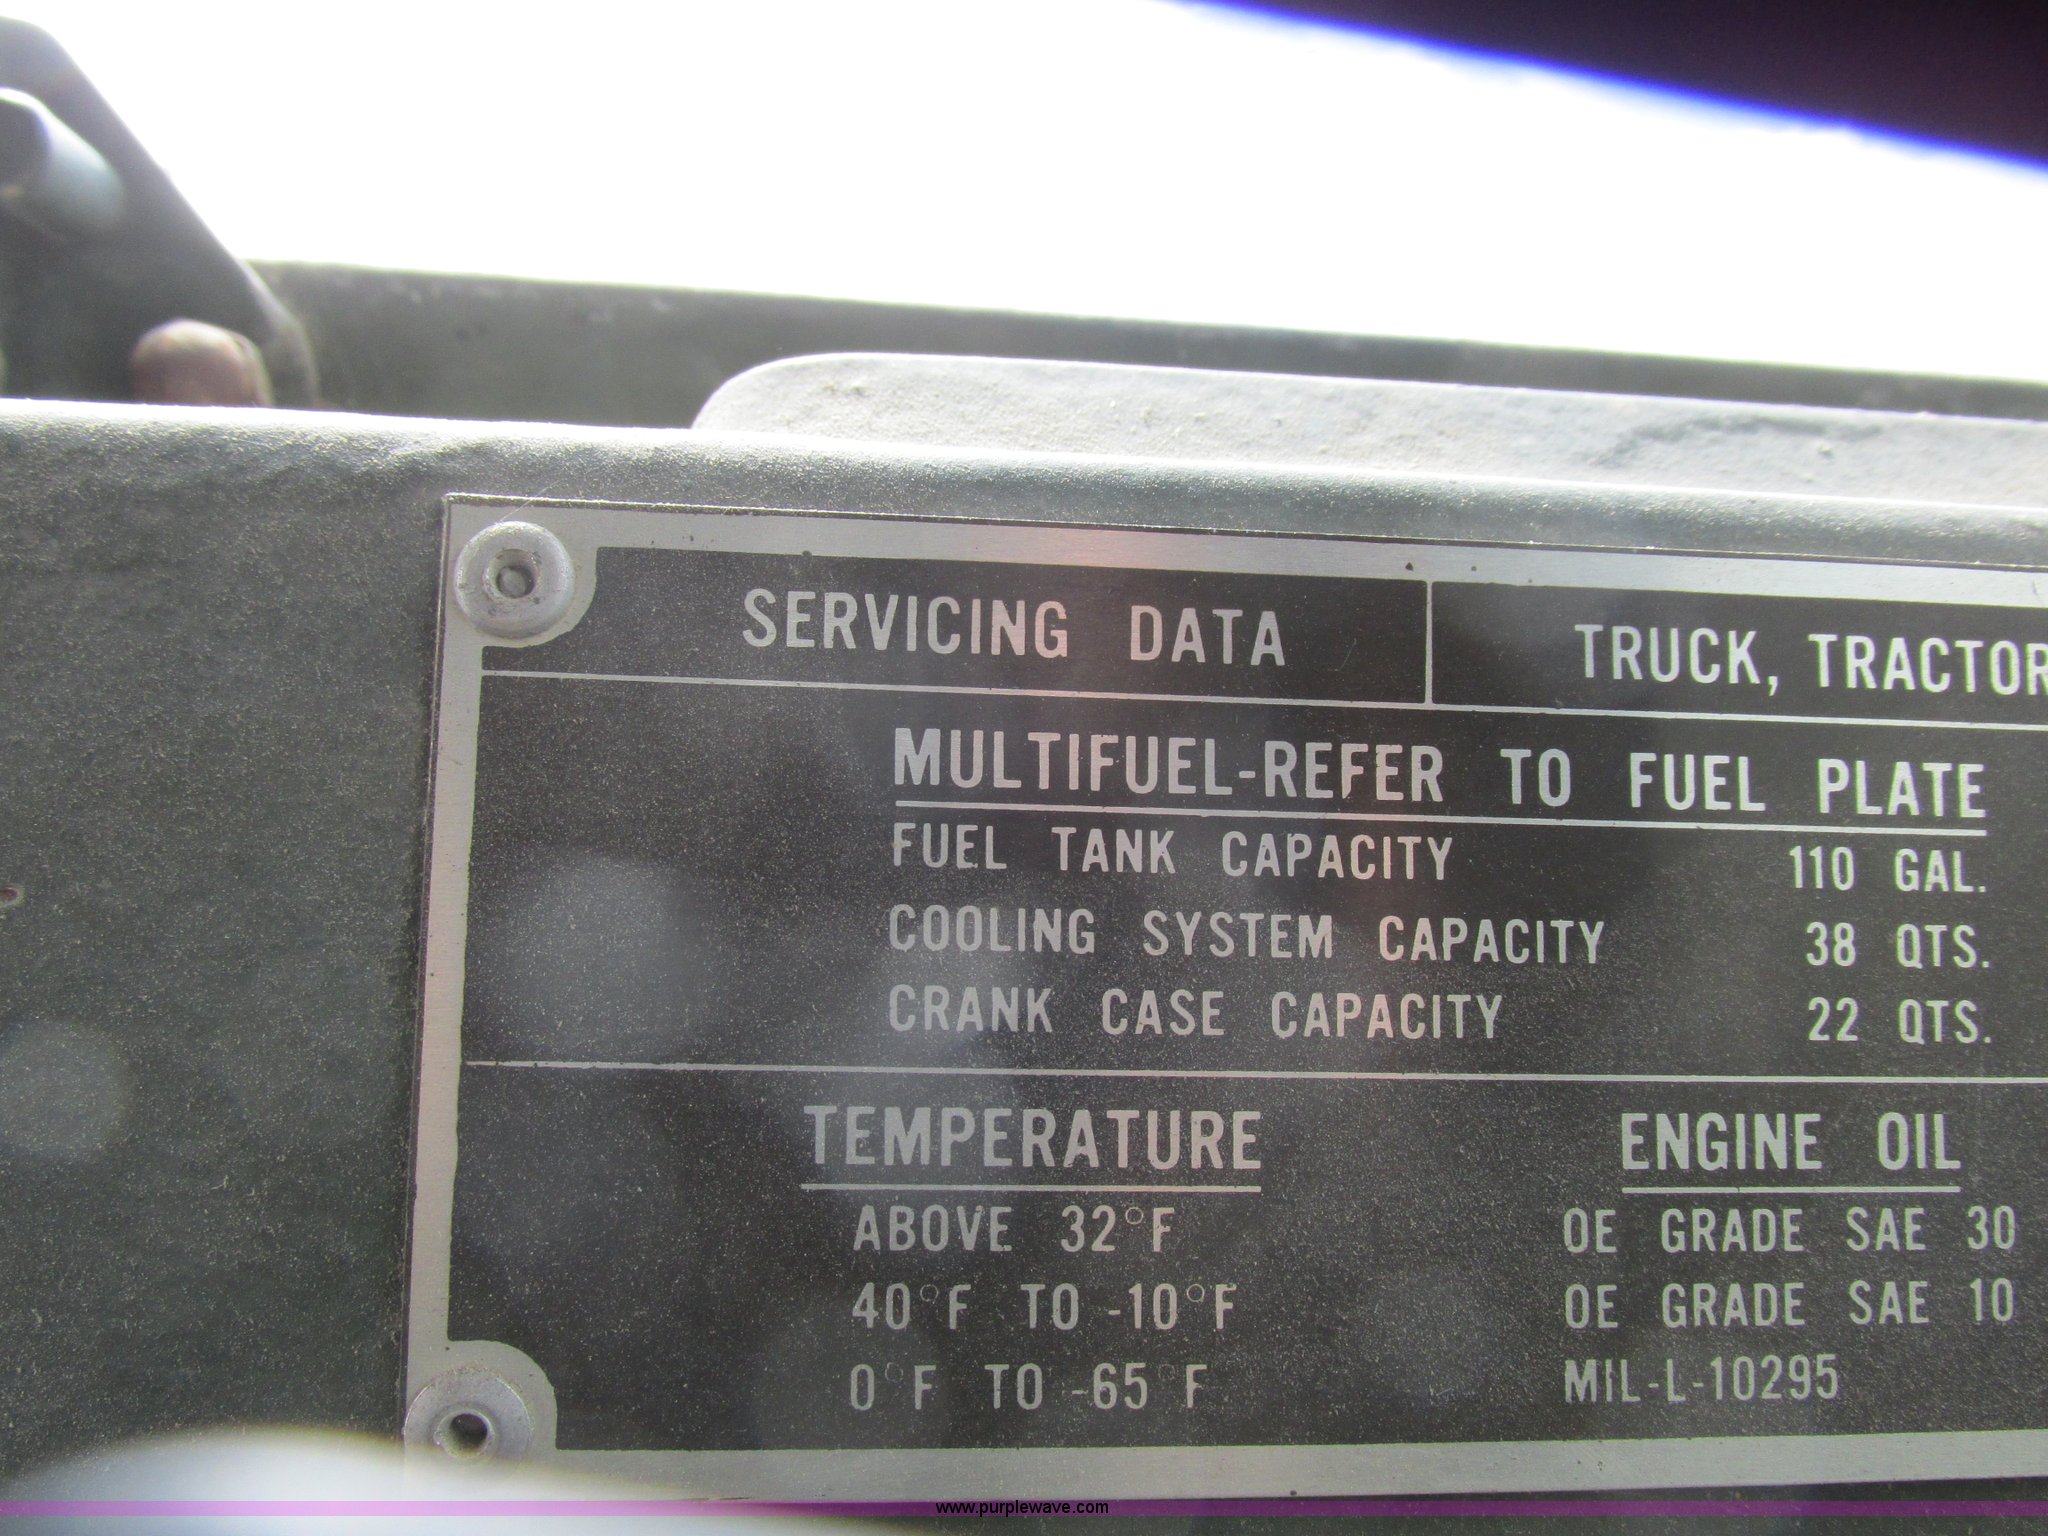 SERVICING DATA TRUCK, TRACTOR
MULTIFUEL-REFER TO FUEL PLATE
FUEL TANK CAPACITY 110 GAL.
COOLING SYSTEM CAPACITY 38 QTS.
CRANK CASE CAPACITY 22 QTS.
TEMPERATURE ENGINE OIL
ABOVE 32°F OE GRADE SAE 30
40°F TO -10°F OE GRADE SAE 10
0°F TO -65°F MIL-L-10295
www.purplewave.com